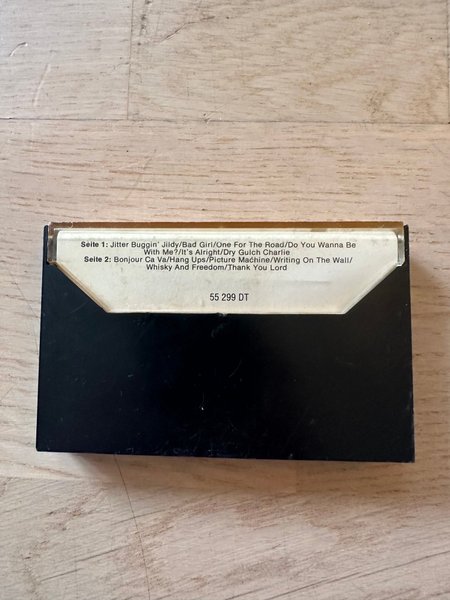 Seite 1: Jitter Buggin' Jildy/Bad Girl/One For The Road/Do You Wanna Be
With Me?/It's Alright/Dry Gulch Charlie
Seite 2: Bonjour Ca Va/Hang Ups/Picture Machine/Writing On The Wall/
Whisky And Freedom/Thank You Lord
55 299 DT